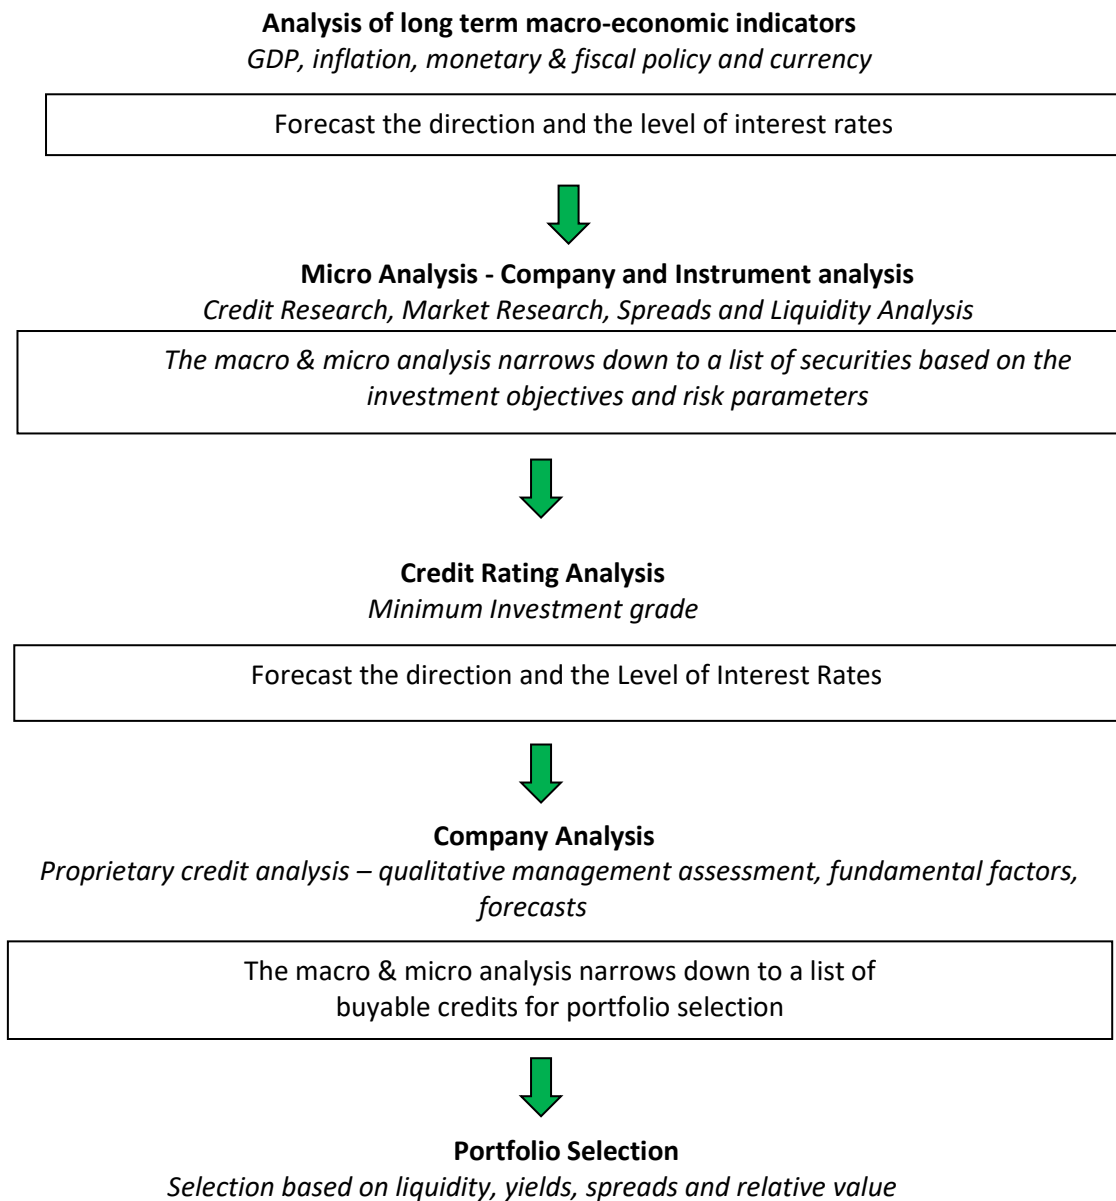 Analysis of long term macro-economic indicators
GDP, inflation, monetary & fiscal policy and currency
Forecast the direction and the level of interest rates
Micro Analysis - Company and Instrument analysis
Credit Research, Market Research, Spreads and Liquidity Analysis
The macro & micro analysis narrows down to a list of securities based on the
investment objectives and risk parameters
Credit Rating Analysis
Minimum Investment grade
Forecast the direction and the Level of Interest Rates
Company Analysis
Proprietary credit analysis – qualitative management assessment, fundamental factors,
forecasts
The macro & micro analysis narrows down to a list of
buyable credits for portfolio selection
Portfolio Selection
Selection based on liquidity, yields, spreads and relative value